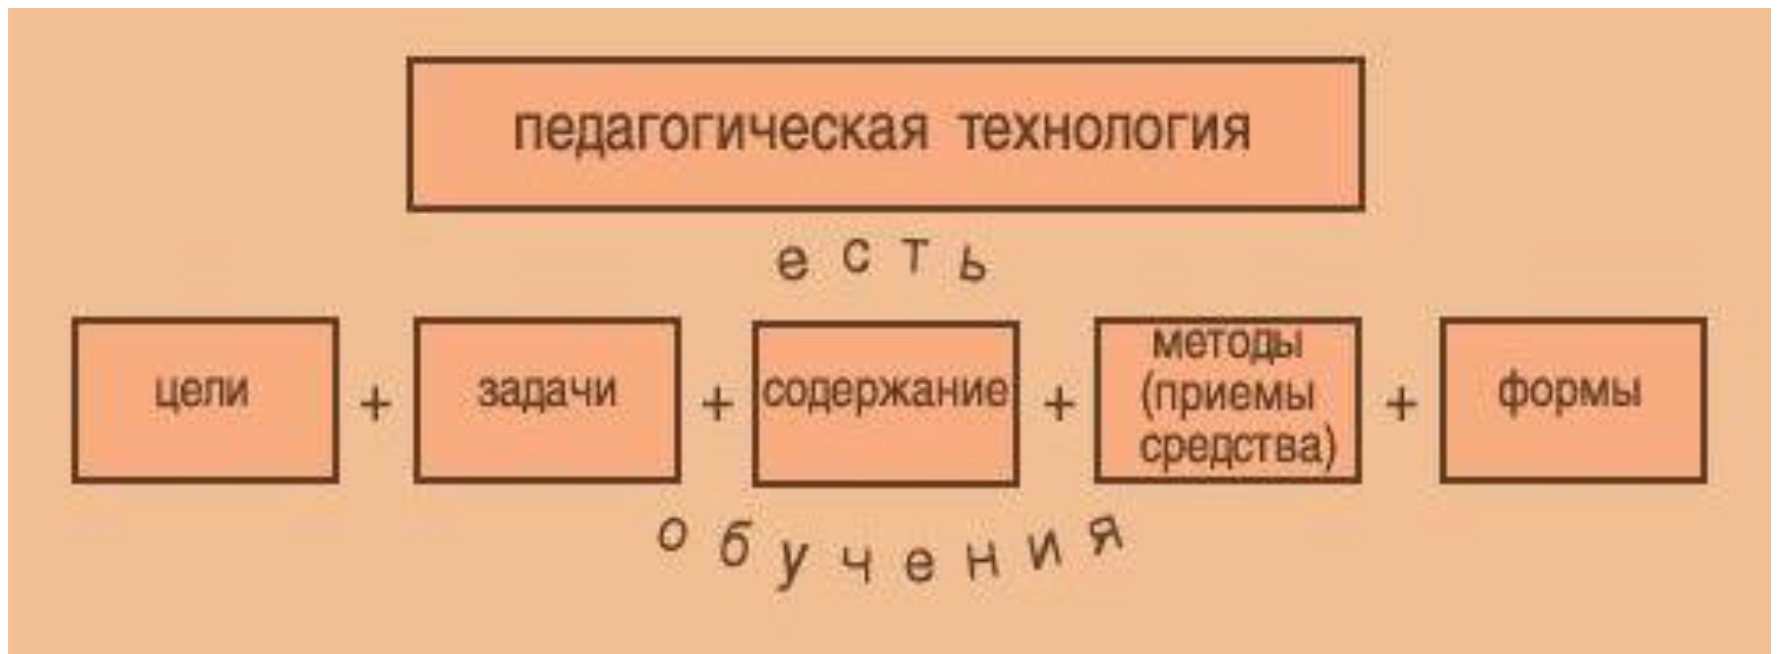 педагогическая технология
есть
цели + задачи + содержание + методы (приемы средства) + формы
обучения